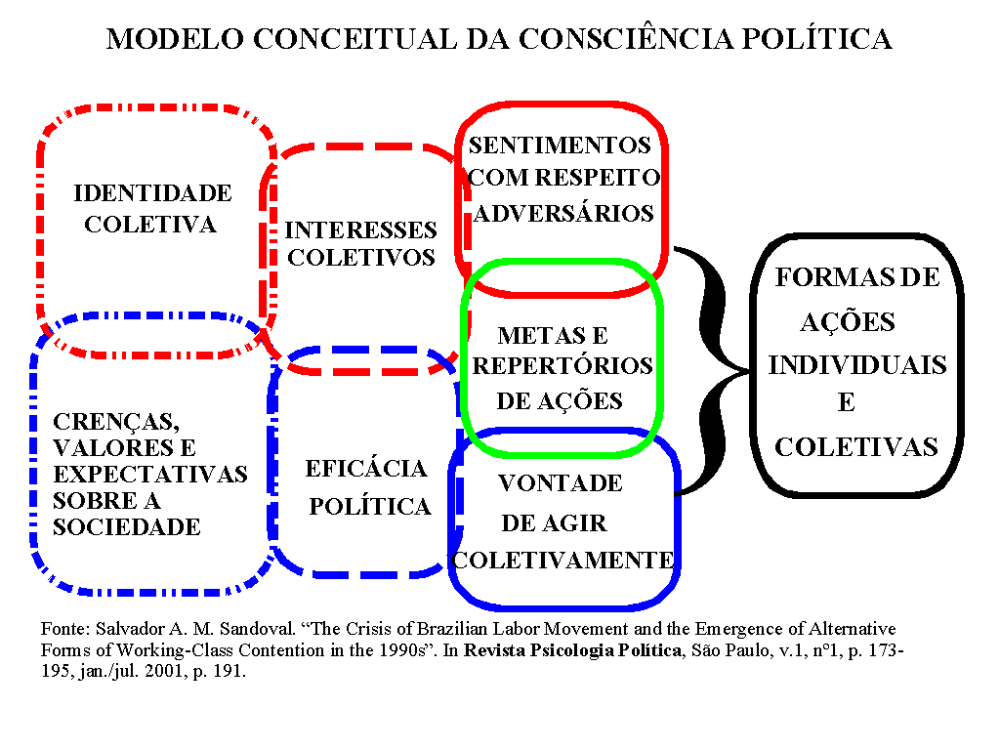 MODELO CONCEITUAL DA CONSCIÊNCIA POLÍTICA
IDENTIDADE
COLETIVA
INTERESSES
COLETIVOS
SENTIMENTOS
COM RESPEITO
ADVERSÁRIOS
CRENÇAS,
VALORES E
EXPECTATIVAS
SOBRE A
SOCIEDADE
EFICÁCIA
POLÍTICA
METAS E
REPERTÓRIOS
DE AÇÕES
VONTADE
DE AGIR
COLETIVAMENTE
FORMAS DE
AÇÕES
INDIVIDUAIS
E
COLETIVAS
Fonte: Salvador A. M. Sandoval. “The Crisis of Brazilian Labor Movement and the Emergence of Alternative
Forms of Working-Class Contention in the 1990s”. In Revista Psicologia Política, São Paulo, v.1, nº1, p. 173-
195, jan./jul. 2001, p. 191.